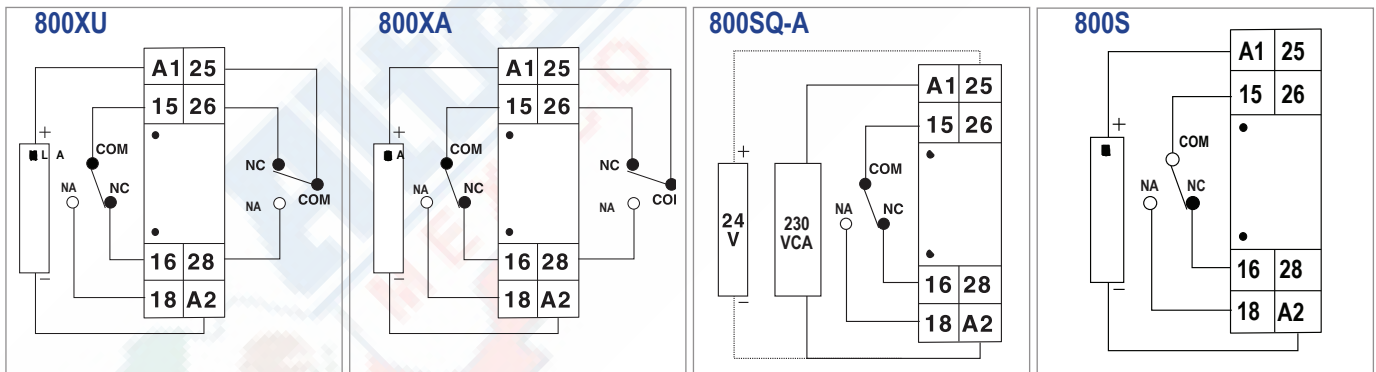 800XU
A1 25
15 26
+
L A
COM
NA
NC
NC
COM
NA
16 28
−
18 A2
800XA
A1 25
15 26
+
A
COM
NA
NC
NC
NA
16 28
−
18 A2
800SQ-A
A1 25
15 26
+
COM
NA
NC
24 V
230 VCA
−
16 28
18 A2
800S
A1 25
15 26
+
COM
NA
NC
−
16 28
18 A2